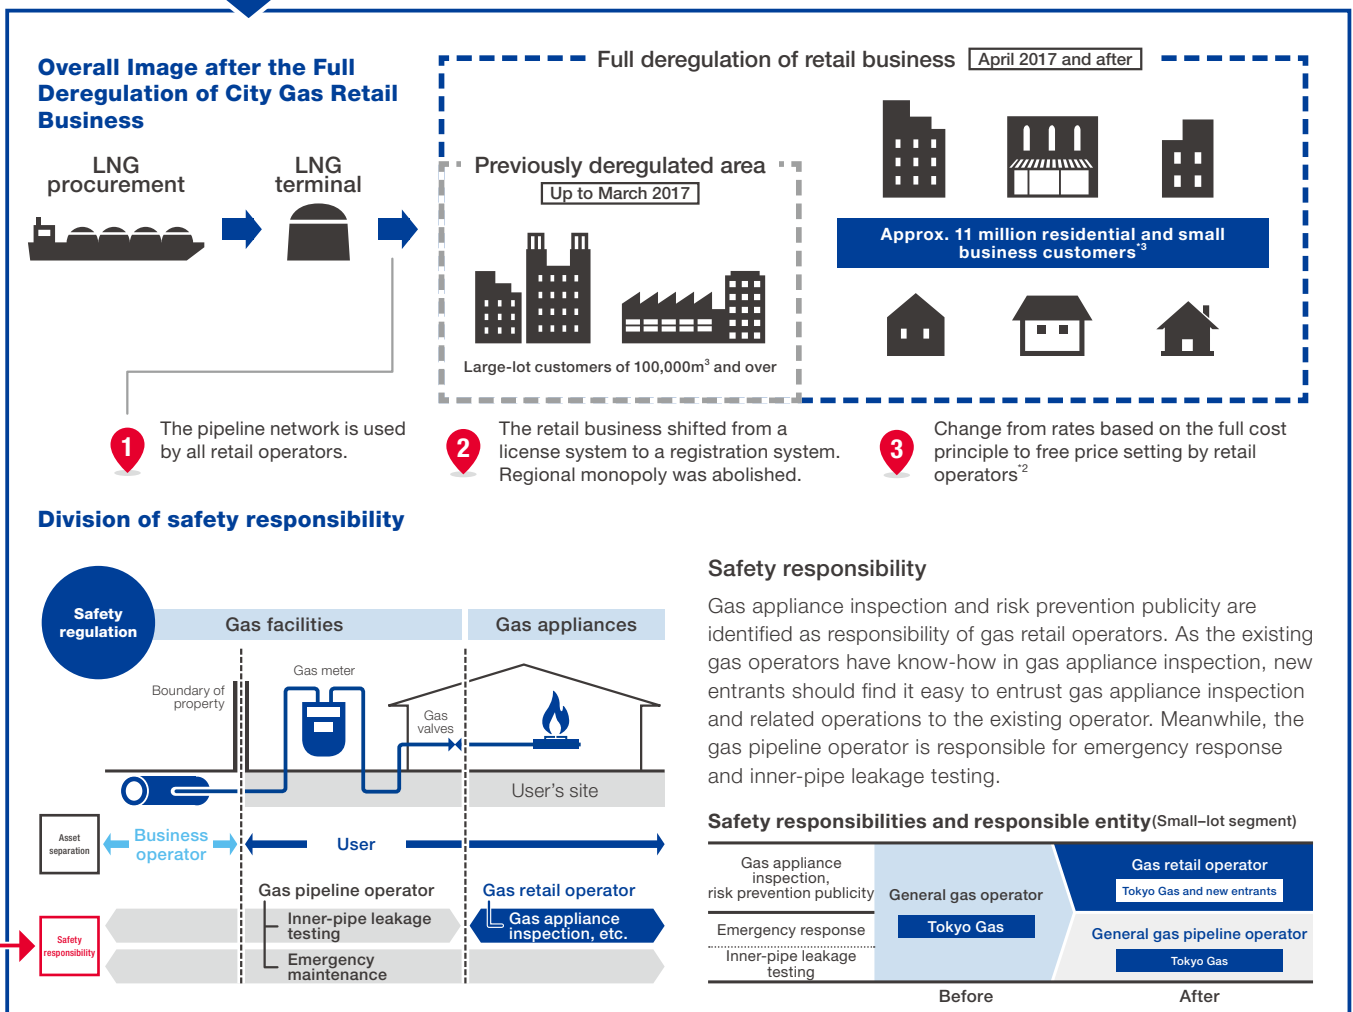 Overall Image after the Full
Deregulation of City Gas Retail
Business
Full deregulation of retail business
April 2017 and after
LNG
procurement
LNG
terminal
Previously deregulated area
Up to March 2017
Approx. 11 million residential and small
business customers*3
Large-lot customers of 100,000m3 and over
1
The pipeline network is used
by all retail operators.
2
The retail business shifted from a
license system to a registration system.
Regional monopoly was abolished.
3
Change from rates based on the full cost
principle to free price setting by retail
operators*2
Division of safety responsibility
Safety
regulation
Gas facilities
Gas appliances
Gas meter
Boundary of
property
Gas
valves
User's site
Asset
separation
Business
operator
User
Gas pipeline operator
Gas retail operator
Safety
responsibility
Inner-pipe leakage
testing
Gas appliance
inspection, etc.
Emergency
maintenance
Safety responsibility
Gas appliance inspection and risk prevention publicity are
identified as responsibility of gas retail operators. As the existing
gas operators have know-how in gas appliance inspection, new
entrants should find it easy to entrust gas appliance inspection
and related operations to the existing operator. Meanwhile, the
gas pipeline operator is responsible for emergency response
and inner-pipe leakage testing.
Safety responsibilities and responsible entity(Small–lot segment)
Gas appliance
inspection,
risk prevention publicity
General gas operator
Tokyo Gas
Gas retail operator
Tokyo Gas and new entrants
Emergency response
Inner-pipe leakage
testing
General gas pipeline operator
Tokyo Gas
Before
After